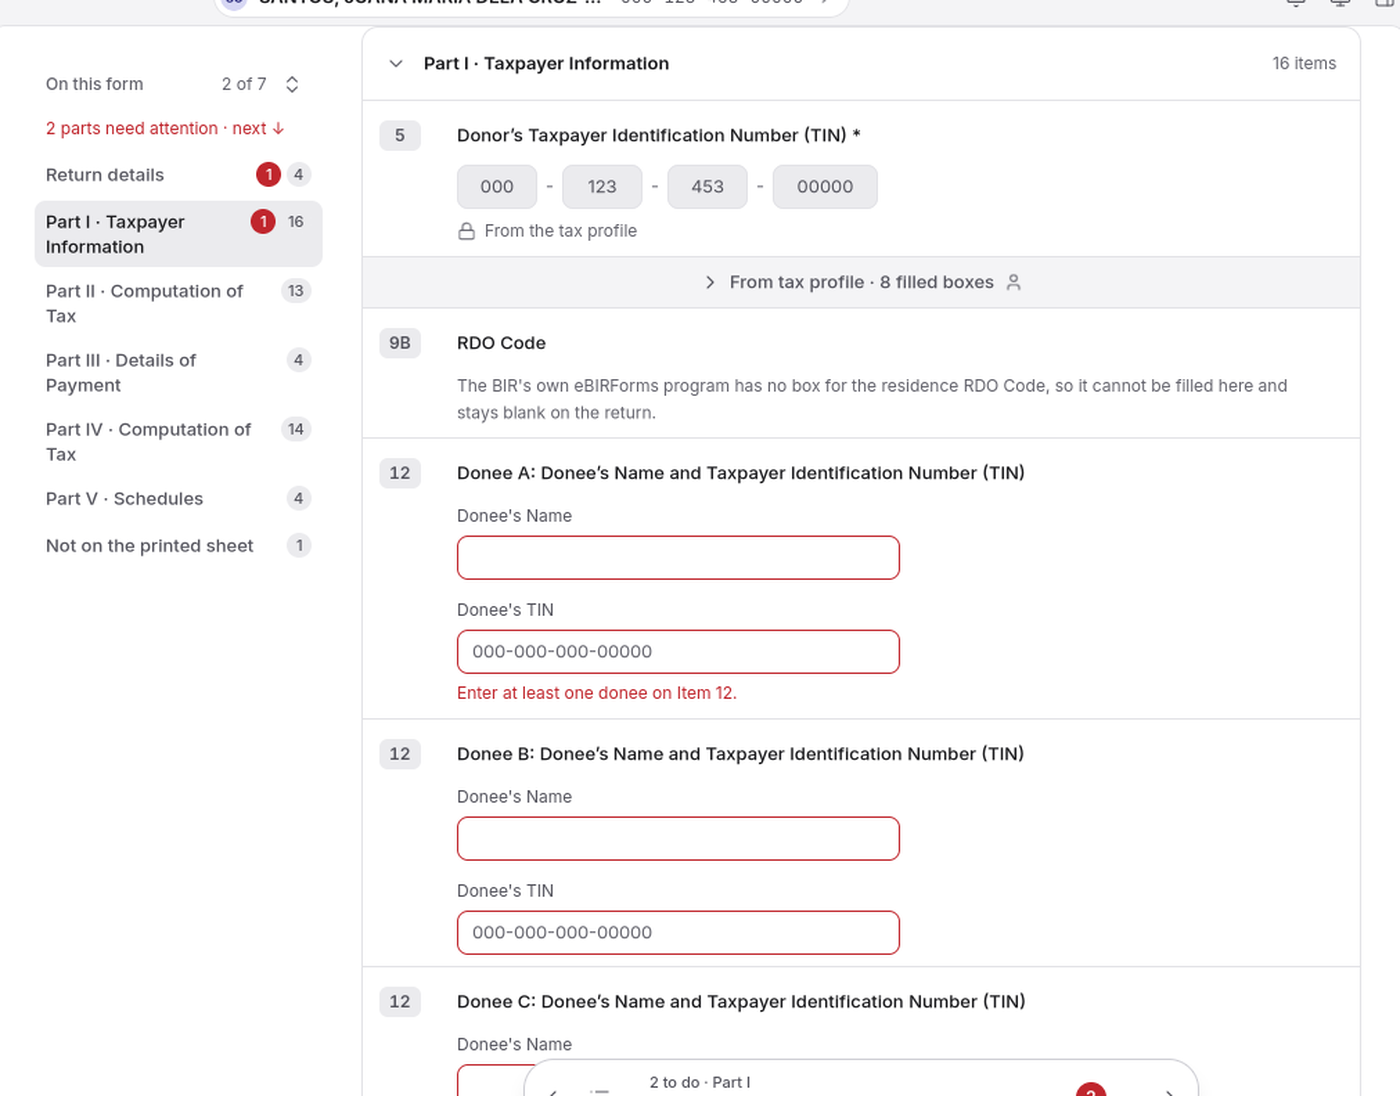 On this form 2 of 7
2 parts need attention · next ↓
Return details 1 4
Part I · Taxpayer Information 1 16
Part II · Computation of Tax 13
Part III · Details of Payment 4
Part IV · Computation of Tax 14
Part V · Schedules 4
Not on the printed sheet 1
Part I · Taxpayer Information 16 items
5 Donor’s Taxpayer Identification Number (TIN) *
000 - 123 - 453 - 00000
From the tax profile
From tax profile · 8 filled boxes
9B RDO Code
The BIR's own eBIRForms program has no box for the residence RDO Code, so it cannot be filled here and
stays blank on the return.
12 Donee A: Donee’s Name and Taxpayer Identification Number (TIN)
Donee's Name
Donee's TIN
000-000-000-00000
Enter at least one donee on Item 12.
12 Donee B: Donee’s Name and Taxpayer Identification Number (TIN)
Donee's Name
Donee's TIN
000-000-000-00000
12 Donee C: Donee’s Name and Taxpayer Identification Number (TIN)
Donee's Name
2 to do · Part I